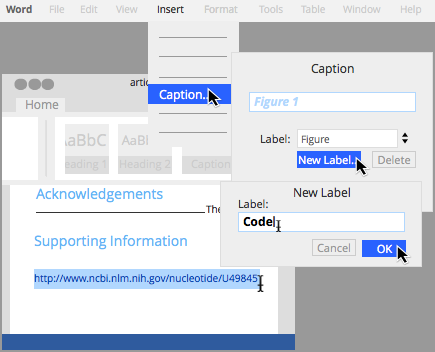 Word File Edit View Insert Format Tools Table Window Help
Caption...
Caption
Figure 1
Label: Figure
New Label... Delete
New Label
Label:
Code
Cancel OK
artic
Home
AaBbC AaBb
eading 1 Heading 2 Caption
Acknowledgements
The
Supporting Information
http://www.ncbi.nlm.nih.gov/nucleotide/U49845